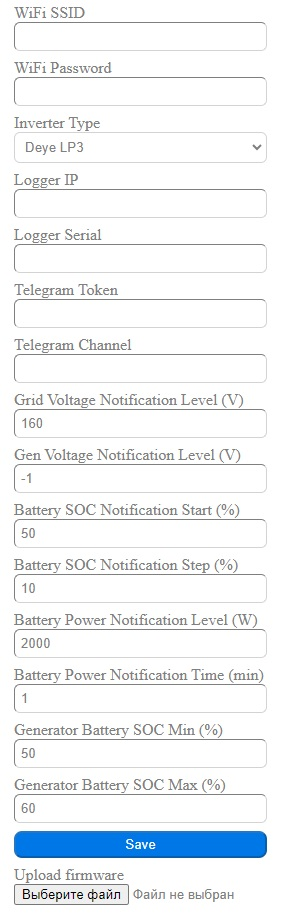 WiFi SSID
WiFi Password
Inverter Type
Deye LP3
Logger IP
Logger Serial
Telegram Token
Telegram Channel
Grid Voltage Notification Level (V)
160
Gen Voltage Notification Level (V)
-1
Battery SOC Notification Start (%)
50
Battery SOC Notification Step (%)
10
Battery Power Notification Level (W)
2000
Battery Power Notification Time (min)
1
Generator Battery SOC Min (%)
50
Generator Battery SOC Max (%)
60
Save
Upload firmware
Выберите файл Файл не выбран